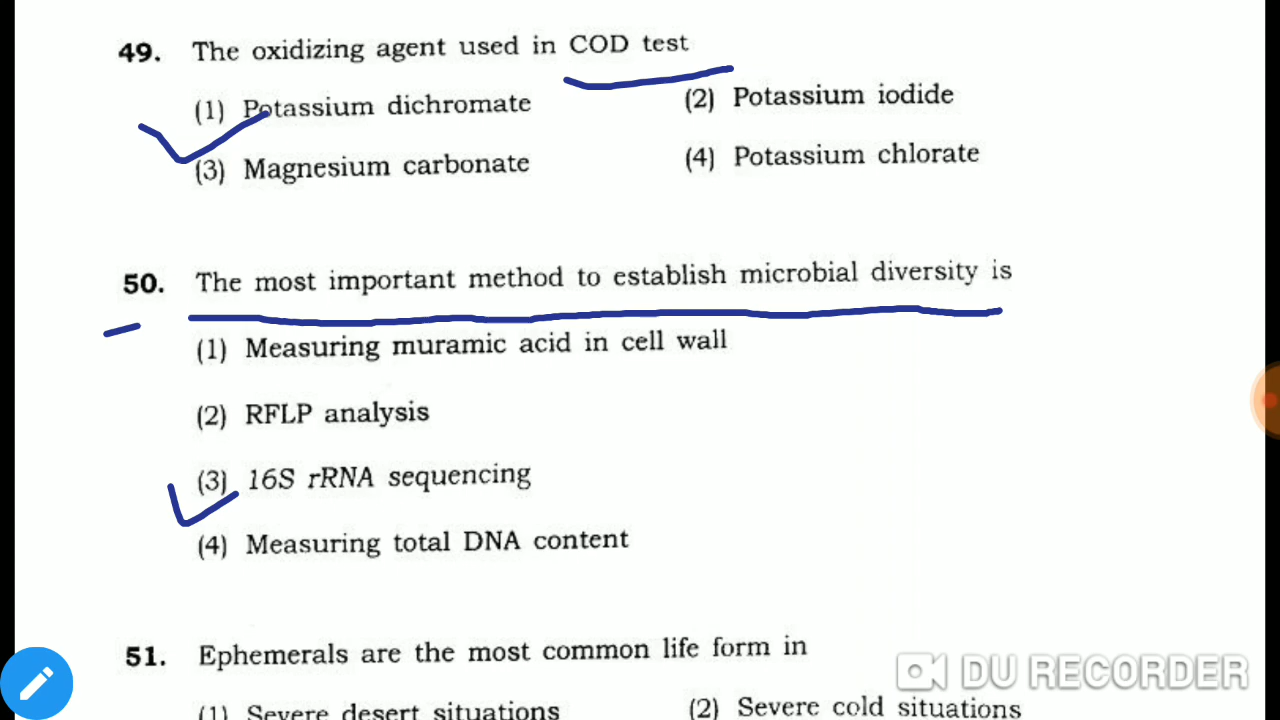 49. The oxidizing agent used in COD test
(1) Potassium dichromate (2) Potassium iodide
(3) Magnesium carbonate (4) Potassium chlorate
50. The most important method to establish microbial diversity is
(1) Measuring muramic acid in cell wall
(2) RFLP analysis
(3) 16S rRNA sequencing
(4) Measuring total DNA content
51. Ephemerals are the most common life form in
DU RECORDER
(1) Severe desert situations (2) Severe cold situations